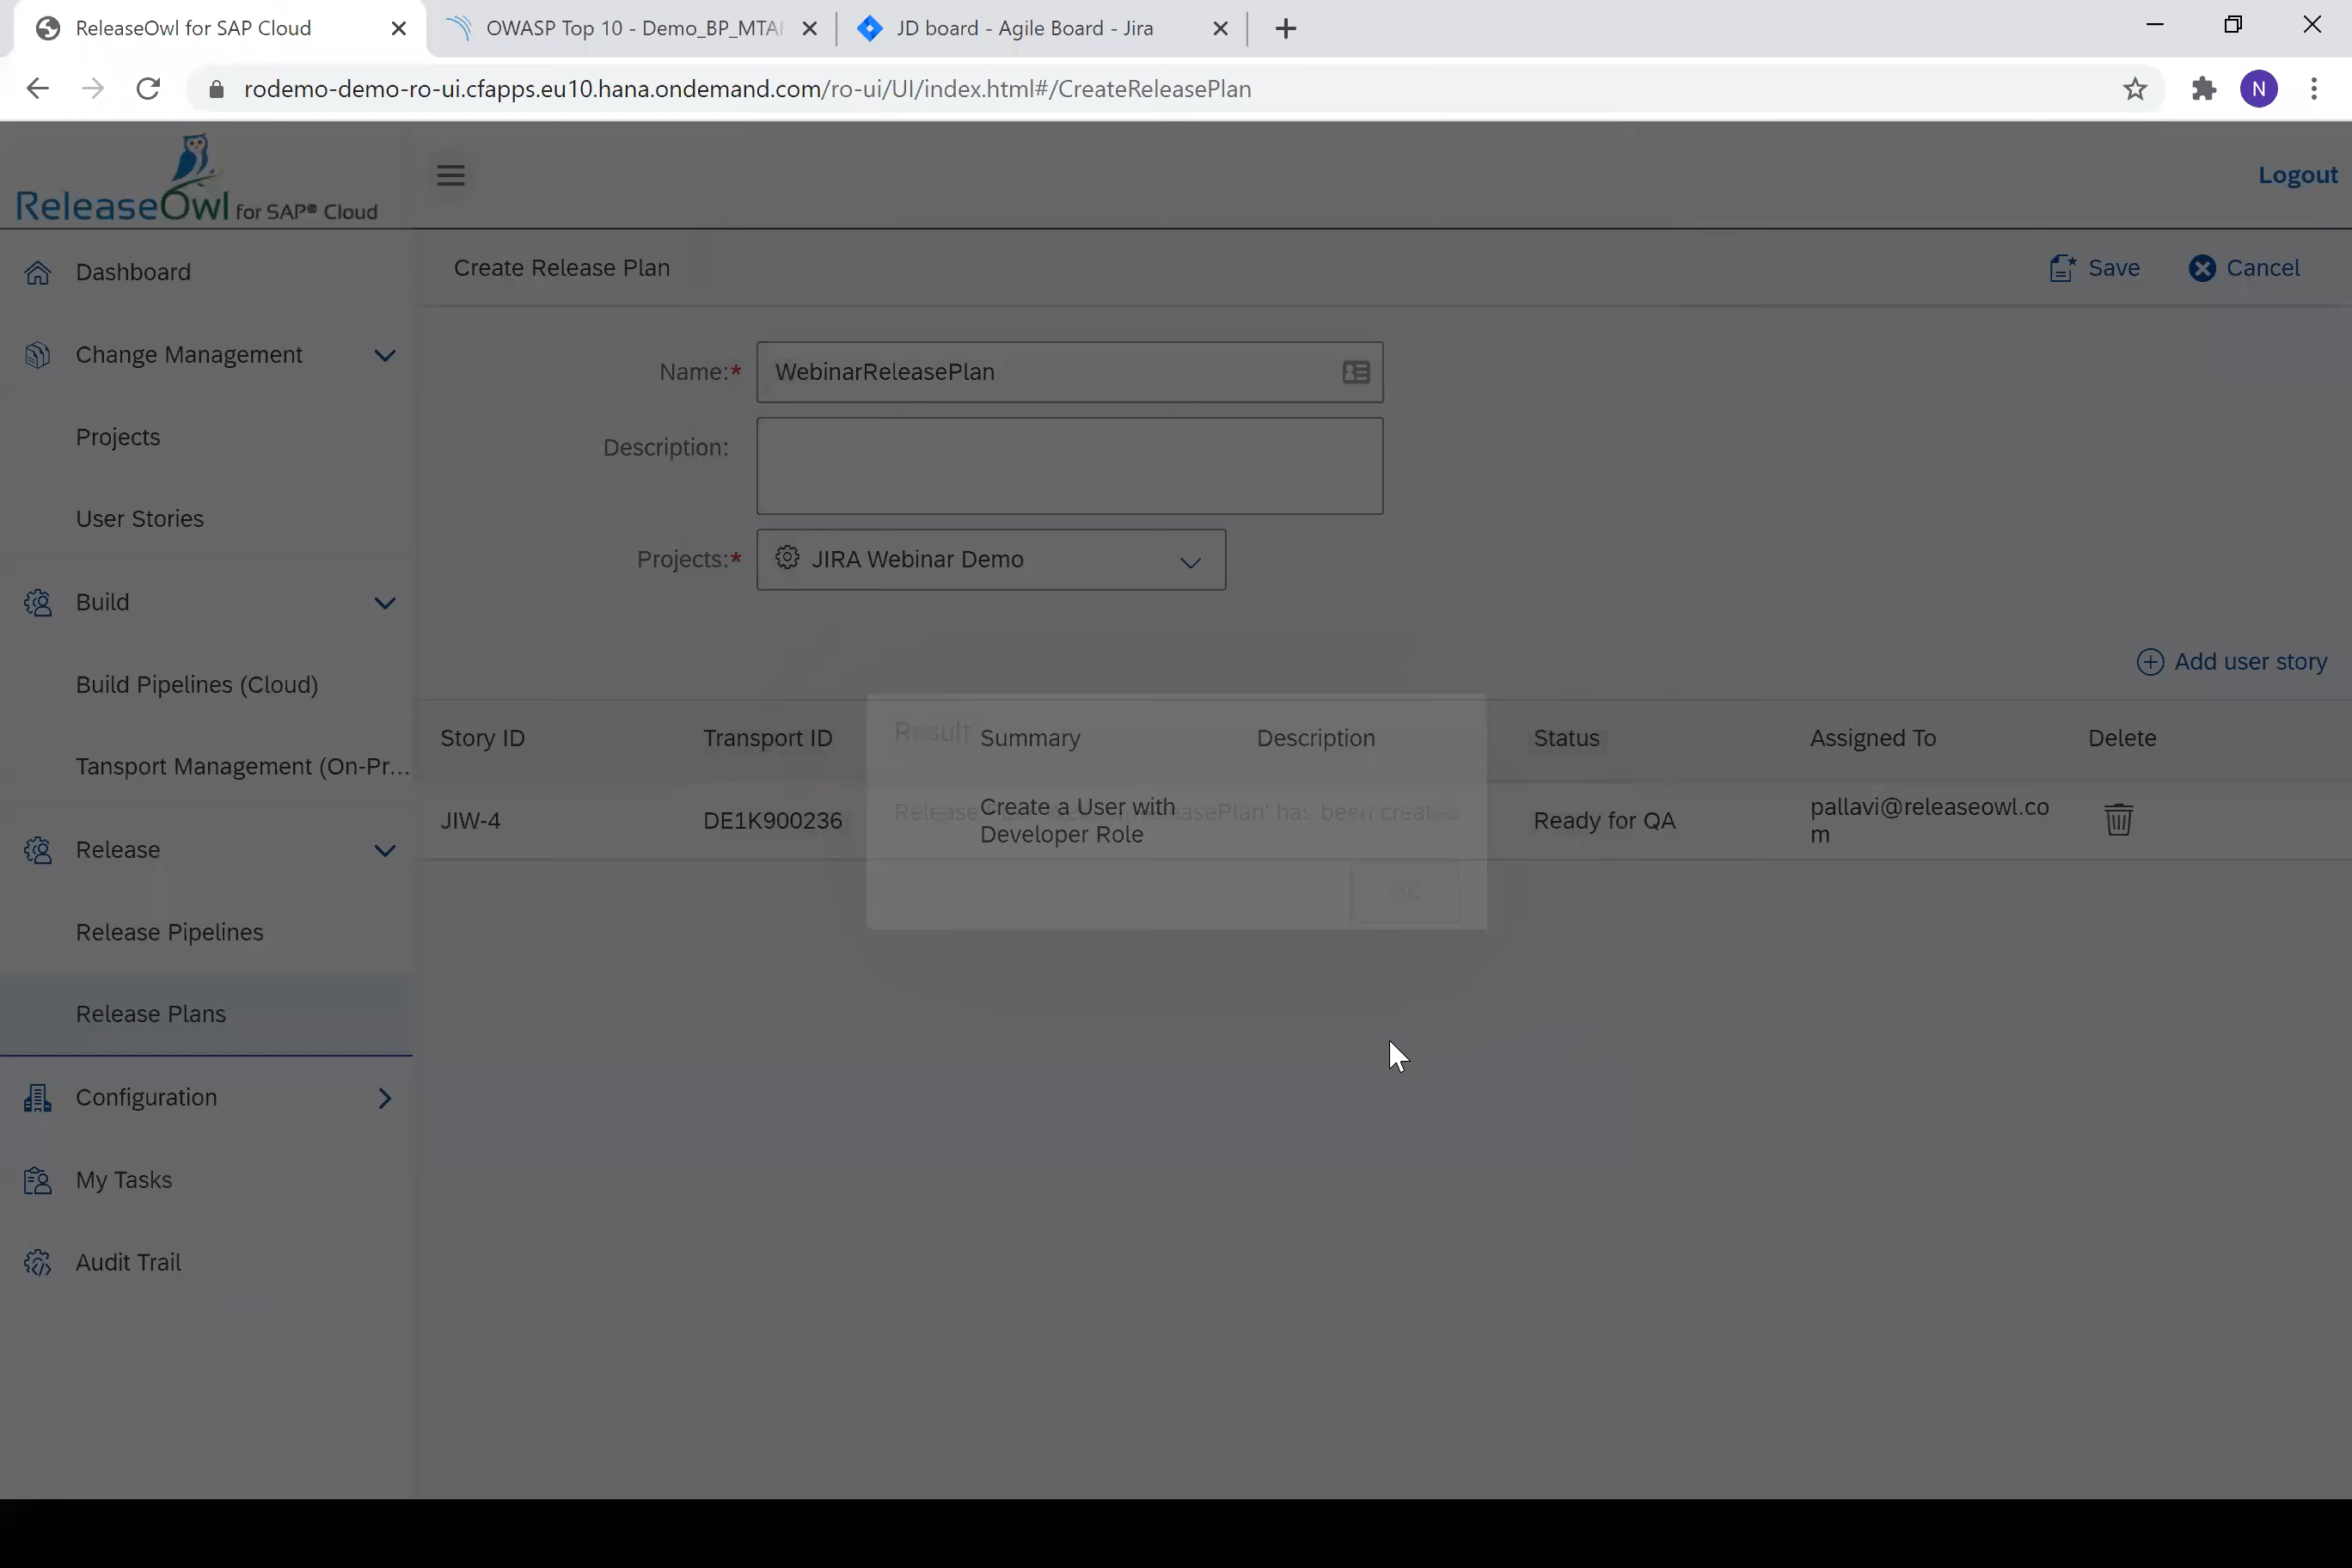 ReleaseOwl for SAP Cloud
OWASP Top 10 - Demo_BP_MTA
JD board - Agile Board - Jira
rodemo-demo-ro-ui.cfapps.eu10.hana.ondemand.com/ro-ui/UI/index.html#/CreateReleasePlan
N
ReleaseOwl for SAP® Cloud
Logout
Dashboard
Change Management
Projects
User Stories
Build
Build Pipelines (Cloud)
Tansport Management (On-Pr...
Release
Release Pipelines
Release Plans
Configuration
My Tasks
Audit Trail
Create Release Plan
Save
Cancel
Name:*
WebinarReleasePlan
Description:
Projects:*
JIRA Webinar Demo
Add user story
Story ID
Transport ID
Summary
Description
Status
Assigned To
Delete
JIW-4
DE1K900236
Create a User with
Developer Role
Ready for QA
pallavi@releaseowl.co
m
Result
has been created
OK